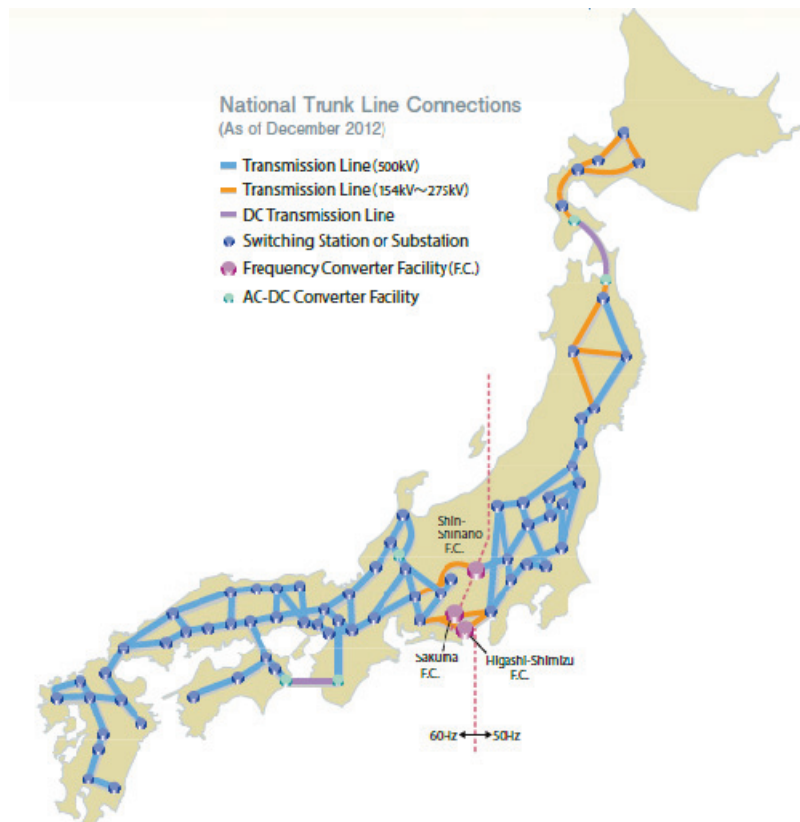 National Trunk Line Connections
(As of December 2012)
Transmission Line (500kV)
Transmission Line (154kV〜275kV)
DC Transmission Line
Switching Station or Substation
Frequency Converter Facility (F.C.)
AC-DC Converter Facility
Shin-
Shinano
F.C.
Sakuma
F.C.
Higashi-Shimizu
F.C.
60Hz
50Hz